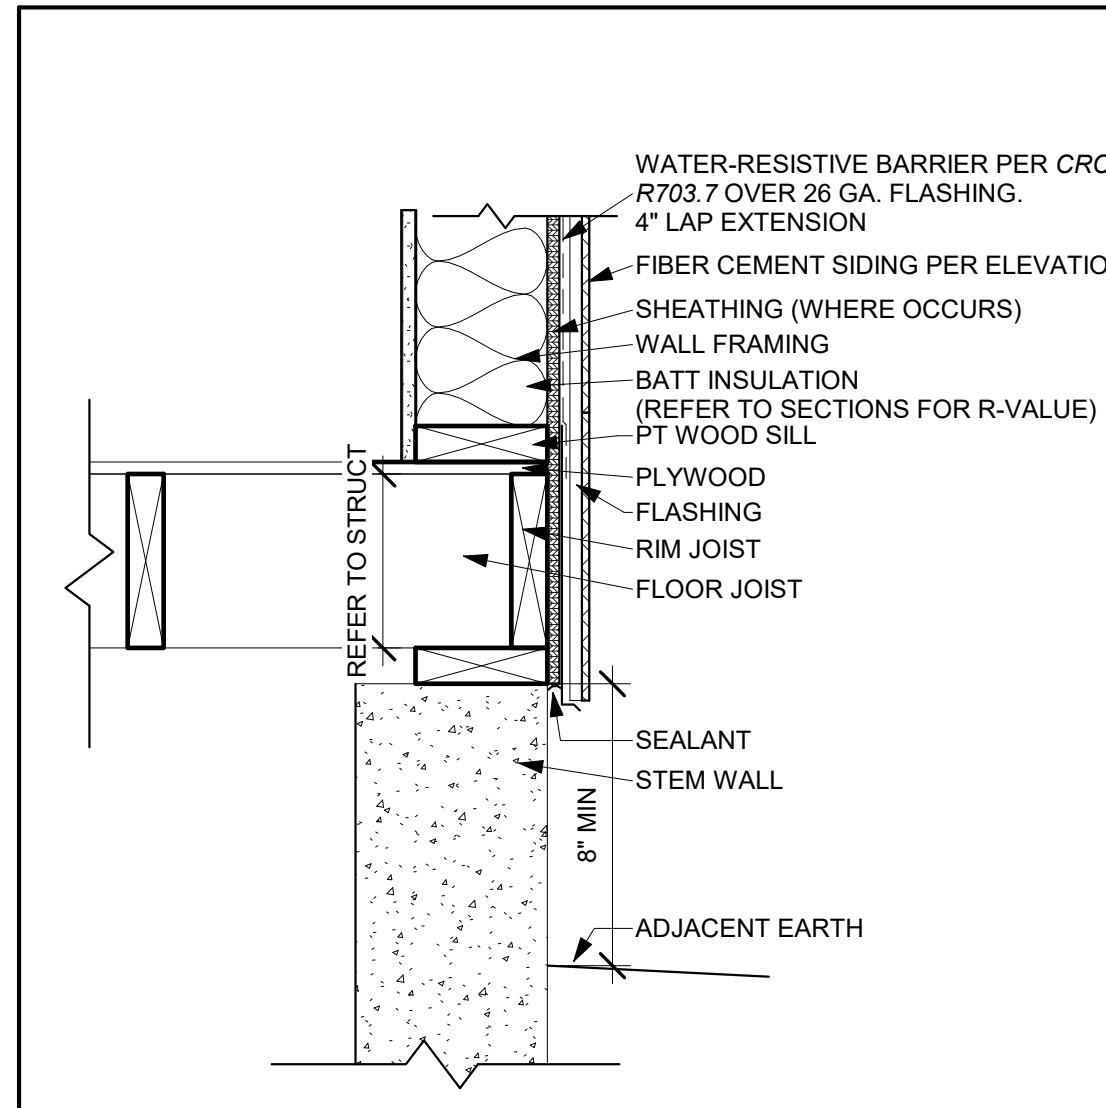 WATER-RESISTIVE BARRIER PER CRC
R703.7 OVER 26 GA. FLASHING.
4" LAP EXTENSION
FIBER CEMENT SIDING PER ELEVATIO
SHEATHING (WHERE OCCURS)
WALL FRAMING
BATT INSULATION
(REFER TO SECTIONS FOR R-VALUE)
PT WOOD SILL
PLYWOOD
FLASHING
RIM JOIST
FLOOR JOIST
REFER TO STRUCT
SEALANT
STEM WALL
8" MIN
ADJACENT EARTH